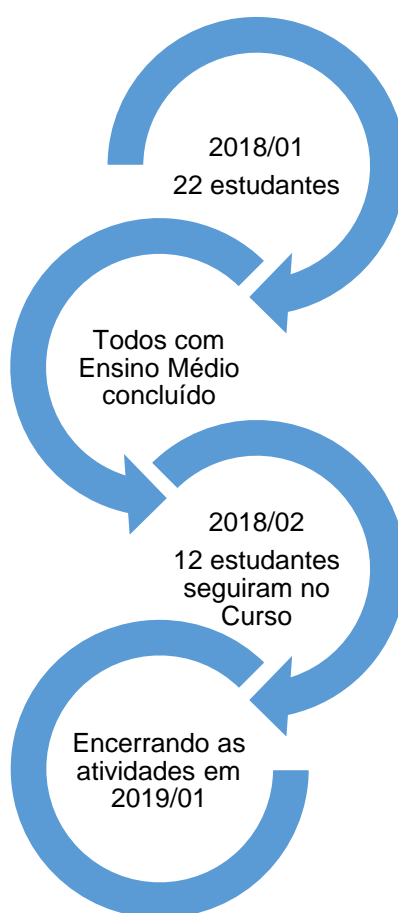 2018/01
22 estudantes
Todos com
Ensino Médio
concluído
2018/02
12 estudantes
seguiram no
Curso
Encerrando as
atividades em
2019/01